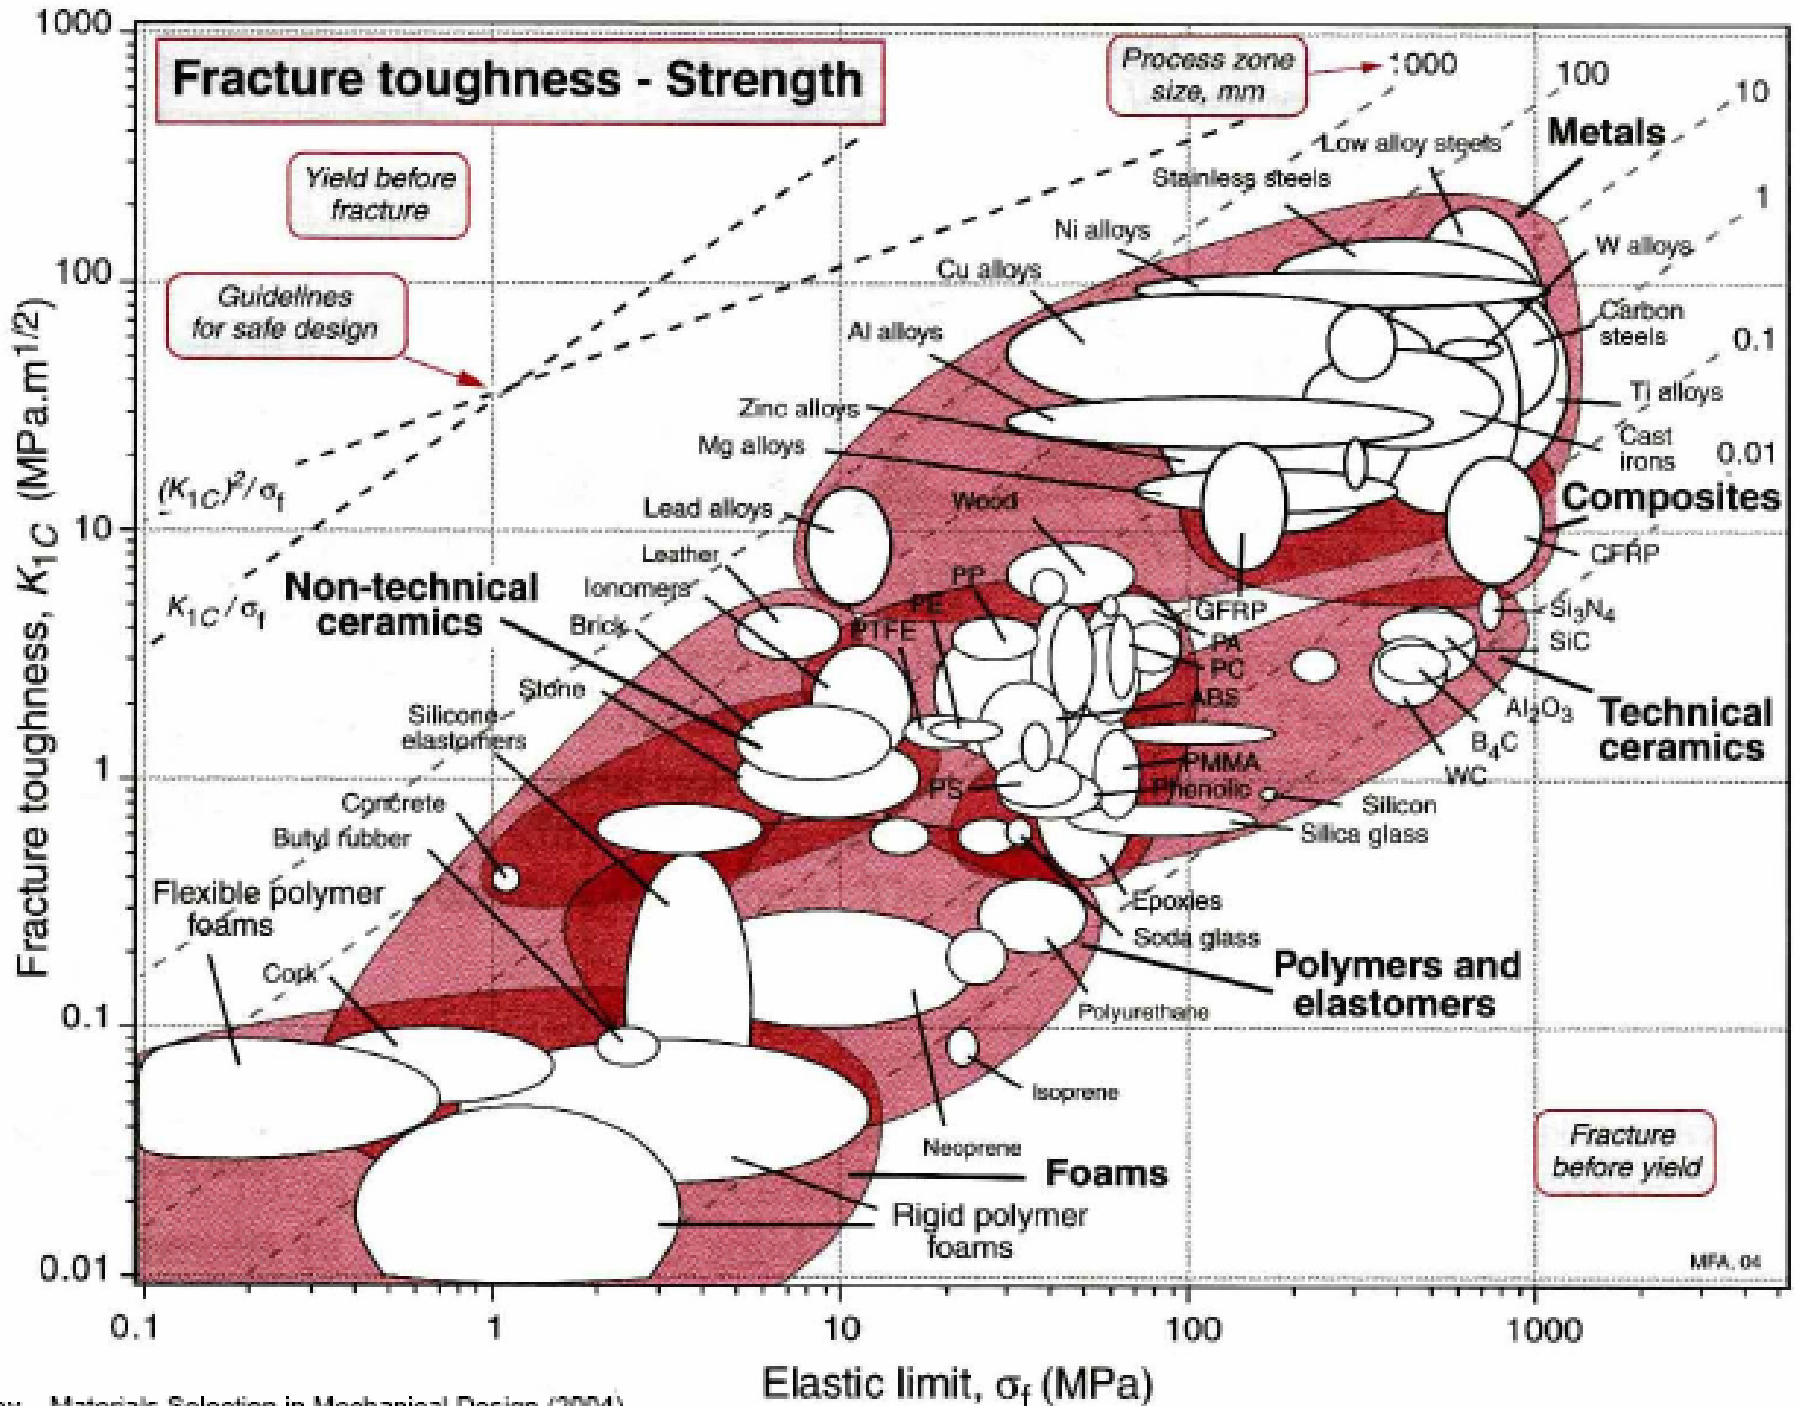 Fracture toughness - Strength
Process zone
size, mm
1000
100
10
1
0.1
0.01
Yield before
fracture
Guidelines
for safe design
(K1C)²/σf
K1C/σf
Metals
Low alloy steels
Stainless steels
Ni alloys
Cu alloys
Al alloys
Zinc alloys
Mg alloys
Lead alloys
W alloys
Carbon
steels
Ti alloys
Cast
irons
Composites
CFRP
GFRP
Wood
Leather
Ionomers
Brick
Stone
Silicone
elastomers
Concrete
Butyl rubber
Non-technical
ceramics
PP
PE
PTFE
PA
PC
ABS
PMMA
Phenolic
PS
Si3N4
SiC
Al2O3
B4C
WC
Technical
ceramics
Silicon
Silica glass
Epoxies
Soda glass
Polyurethane
Polymers and
elastomers
Isoprene
Neoprene
Flexible polymer
foams
Cork
Foams
Rigid polymer
foams
Fracture
before yield
MFA, 04
Fracture toughness, K1C (MPa.m1/2)
1000
100
10
1
0.1
0.01
0.1
1
10
100
1000
Elastic limit, σf (MPa)
Materials Selection in Mechanical Design (2004)